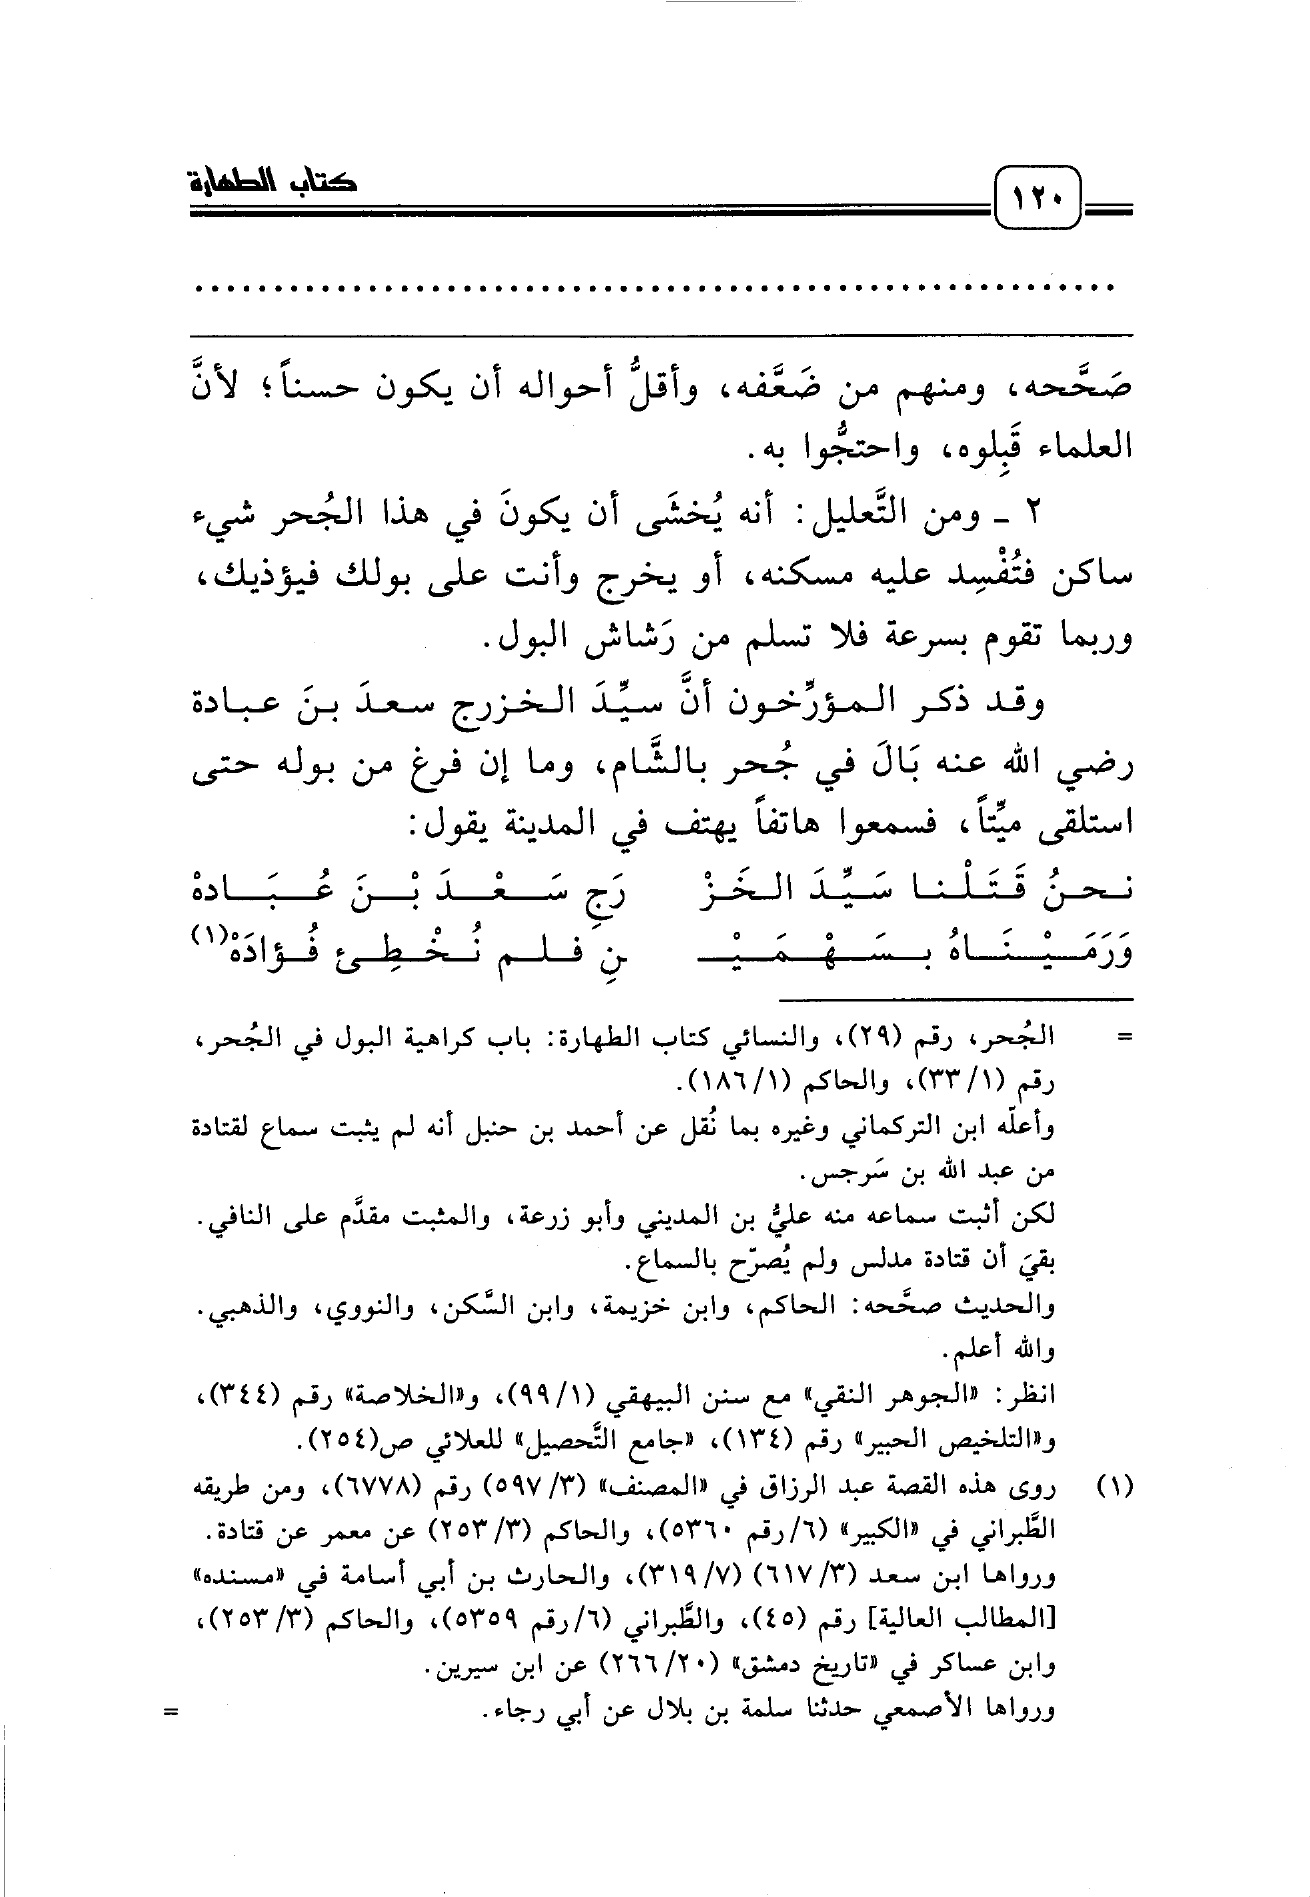 ١٢٠
كتاب الطهارة
..........................................................
صَحَّحه، ومنهم من ضَعَّفه، وأقلُّ أحواله أن يكون حسناً؛ لأنَّ
العلماء قَبِلوه، واحتجُّوا به.
٢ ـ ومن التَّعليل: أنه يُخشَى أن يكونَ في هذا الجُحر شيء
ساكن فتُفْسِد عليه مسكنه، أو يخرج وأنت على بولك فيؤذيك،
وربما تقوم بسرعة فلا تسلم من رَشاش البول.
وقد ذكر المؤرِّخون أنَّ سيِّدَ الخزرج سعدَ بنَ عبادة
رضي الله عنه بَالَ في جُحر بالشَّام، وما إن فرغ من بوله حتى
استلقى ميِّتاً، فسمعوا هاتفاً يهتف في المدينة يقول:
نحنُ قَتَلْنا سَيِّدَ الخَزْ رَجِ سَعْدَ بْنَ عُبَادهْ
وَرَمَيْنَاهُ بسَهْمَيْـ ـنِ فلم نُخْطِئ فُؤادَهْ(١)
= الجُحر، رقم (٢٩)، والنسائي كتاب الطهارة: باب كراهية البول في الجُحر،
رقم (٣٣/١)، والحاكم (١٨٦/١).
وأعلّه ابن التركماني وغيره بما نُقل عن أحمد بن حنبل أنه لم يثبت سماع لقتادة
من عبد الله بن سَرجس.
لكن أثبت سماعه منه عليُّ بن المديني وأبو زرعة، والمثبت مقدَّم على النافي.
بقيَ أن قتادة مدلس ولم يُصرّح بالسماع.
والحديث صحَّحه: الحاكم، وابن خزيمة، وابن السَّكن، والنووي، والذهبي.
والله أعلم.
انظر: «الجوهر النقي» مع سنن البيهقي (٩٩/١)، و«الخلاصة» رقم (٣٤٤)،
و«التلخيص الحبير» رقم (١٣٤)، «جامع التَّحصيل» للعلائي ص(٢٥٤).
(١) روى هذه القصة عبد الرزاق في «المصنف» (٥٩٧/٣) رقم (٦٧٧٨)، ومن طريقه
الطَّبراني في «الكبير» (٦/رقم ٥٣٦٠)، والحاكم (٢٥٣/٣) عن معمر عن قتادة.
ورواها ابن سعد (٦١٧/٣) (٣١٩/٧)، والحارث بن أبي أسامة في «مسنده»
[المطالب العالية] رقم (٤٥)، والطَّبراني (٦/رقم ٥٣٥٩)، والحاكم (٢٥٣/٣)،
وابن عساكر في «تاريخ دمشق» (٢٦٦/٢٠) عن ابن سيرين.
ورواها الأصمعي حدثنا سلمة بن بلال عن أبي رجاء. =